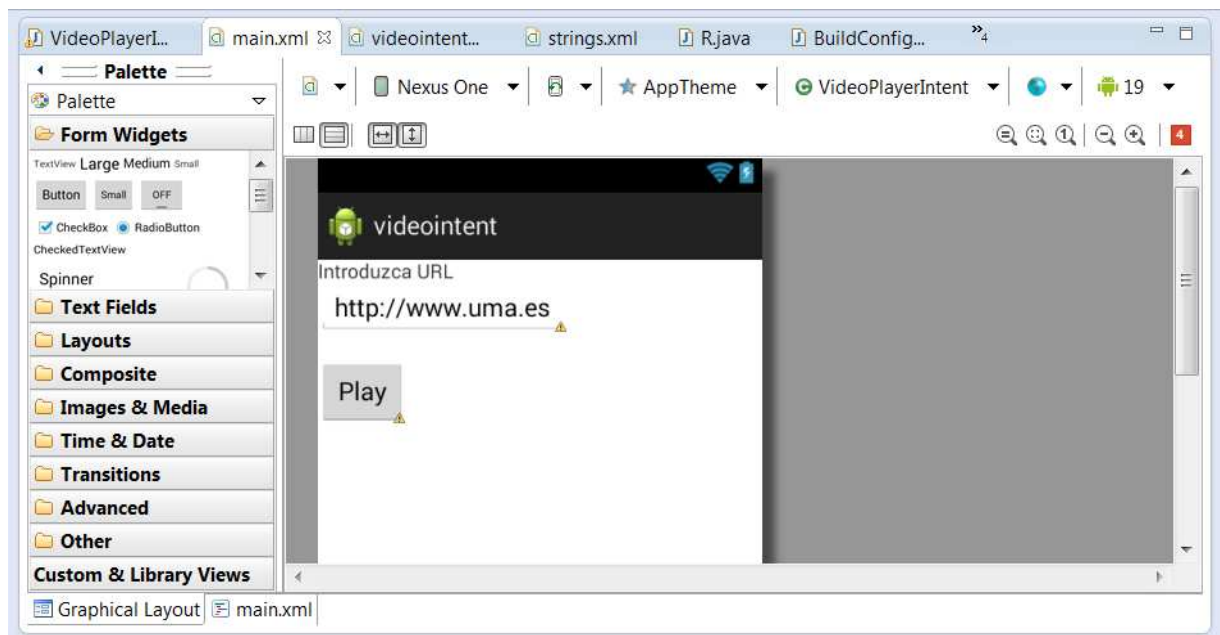 VideoPlayerI... main.xml videointent... strings.xml R.java BuildConfig... »4
Palette
Palette
Nexus One AppTheme VideoPlayerIntent 19
4
Form Widgets
TextView Large Medium Small
Button Small OFF
CheckBox RadioButton
CheckedTextView
Spinner
Text Fields
Layouts
Composite
Images & Media
Time & Date
Transitions
Advanced
Other
Custom & Library Views
videointent
Introduzca URL
http://www.uma.es
Play
Graphical Layout main.xml